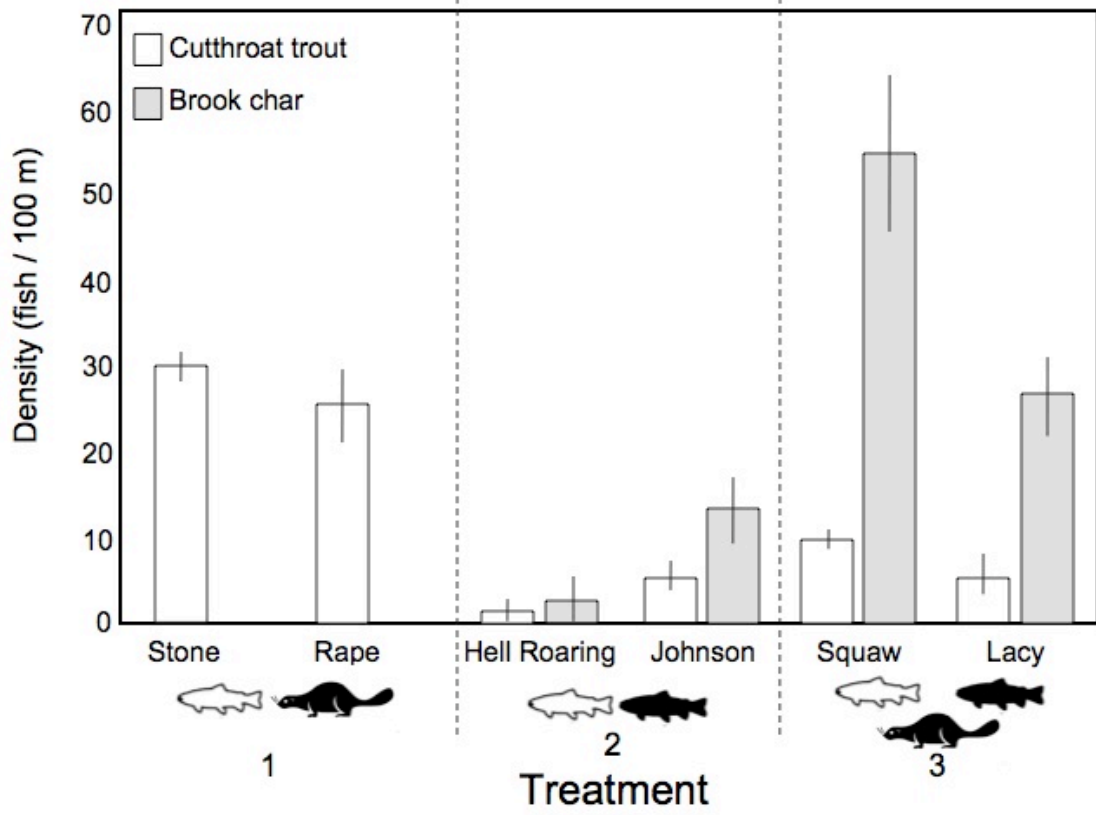 70
60
50
40
30
20
10
0
Density (fish / 100 m)
Cutthroat trout
Brook char
Stone Rape Hell Roaring Johnson Squaw Lacy
1 2 3
Treatment